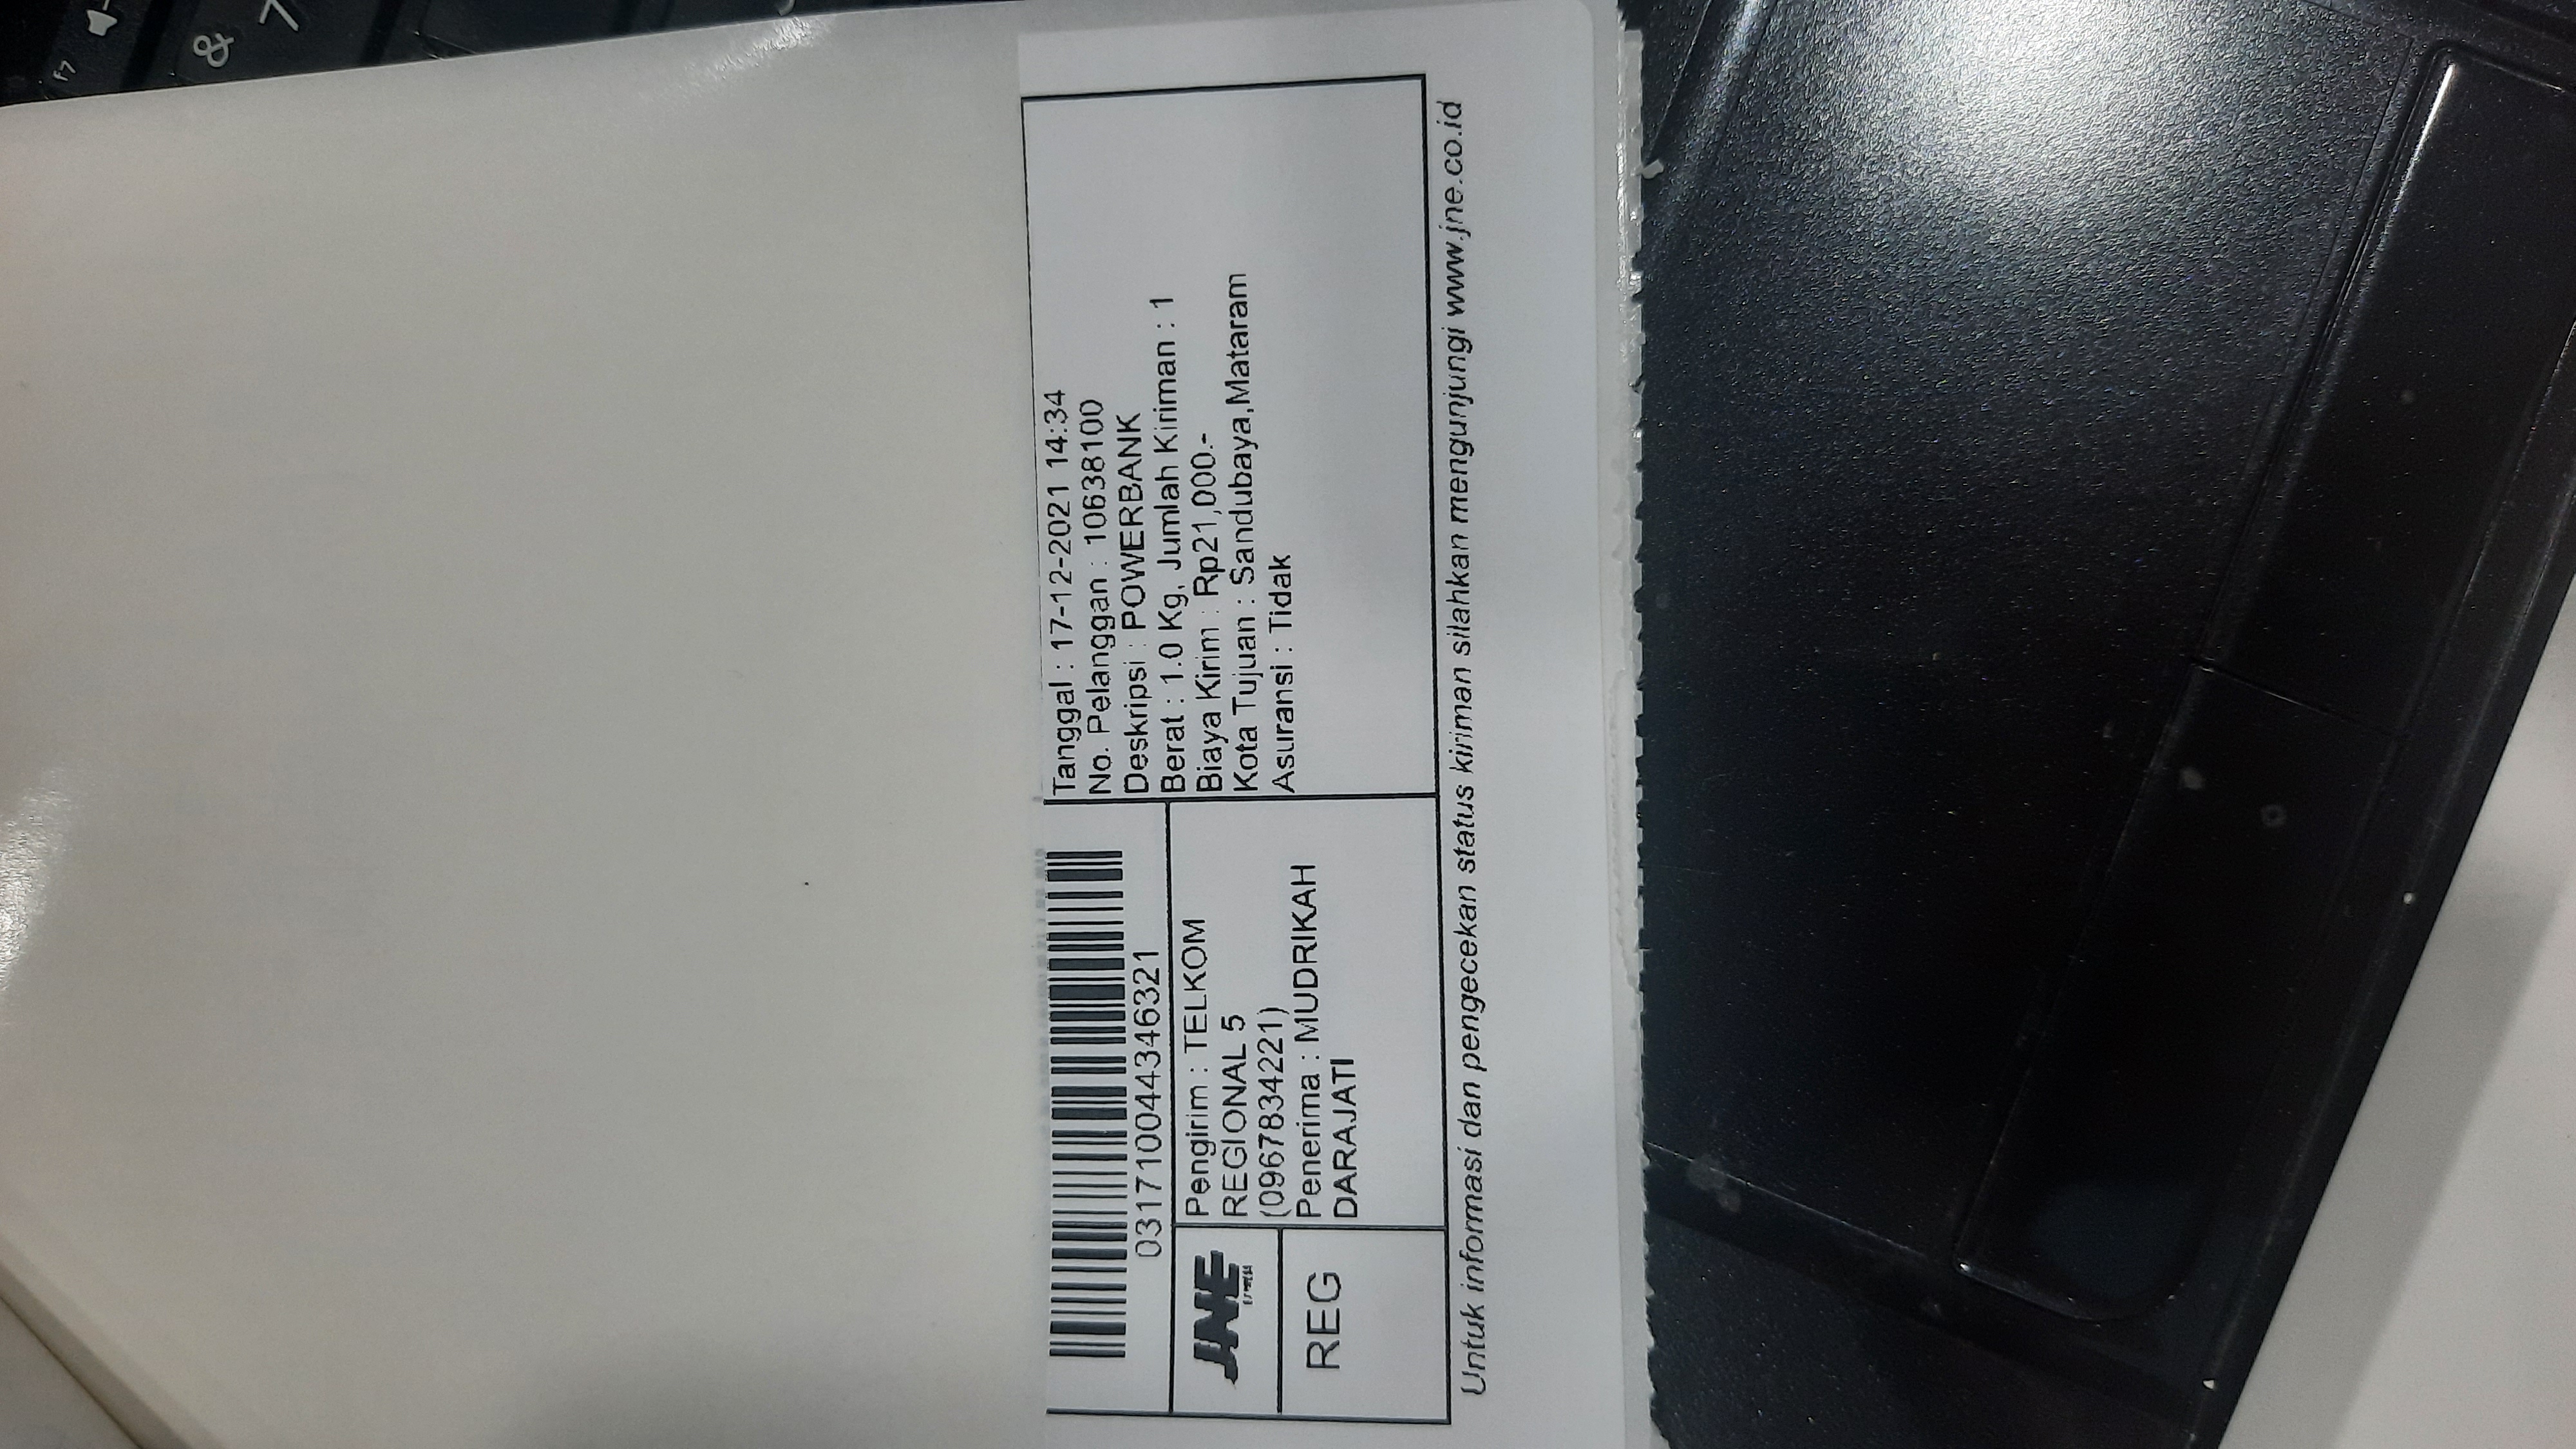 f7
&
7
031710044346321
JNE
REG
Pengirim : TELKOM
REGIONAL 5
(0967834221)
Penerima : MUDRIKAH
DARAJATI
Tanggal : 17-12-2021 14:34
No. Pelanggan : 10638100
Deskripsi : POWERBANK
Berat : 1.0 Kg, Jumlah Kiriman : 1
Biaya Kirim : Rp21,000.-
Kota Tujuan : Sandubaya,Mataram
Asuransi : Tidak
Untuk informasi dan pengecekan status kiriman silahkan mengunjungi www.jne.co.id